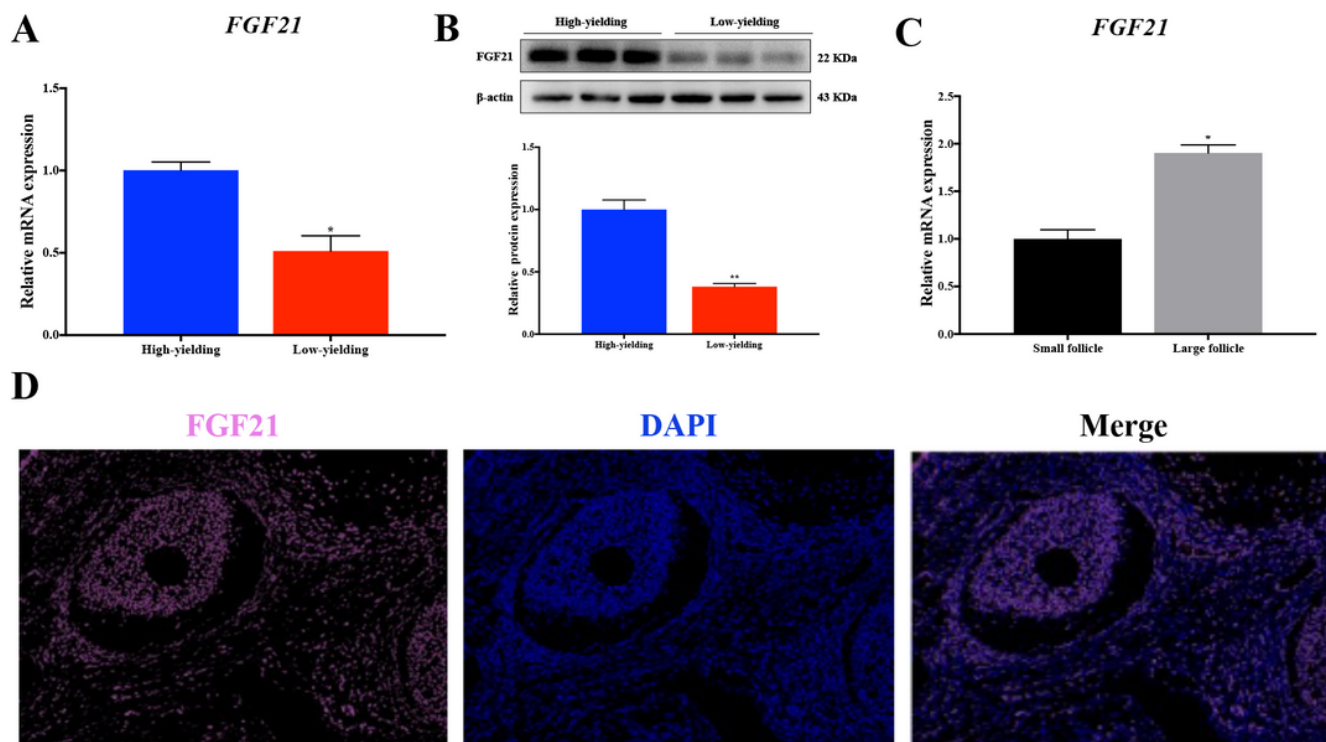 A
FGF21
Relative mRNA expression
1.5
1.0
0.5
0.0
*
High-yielding Low-yielding
B
High-yielding Low-yielding
FGF21 22 KDa
β-actin 43 KDa
Relative protein expression
1.5
1.0
0.5
0.0
**
High-yielding Low-yielding
C
FGF21
Relative mRNA expression
2.5
2.0
1.5
1.0
0.5
0.0
*
Small follicle Large follicle
D
FGF21 DAPI Merge